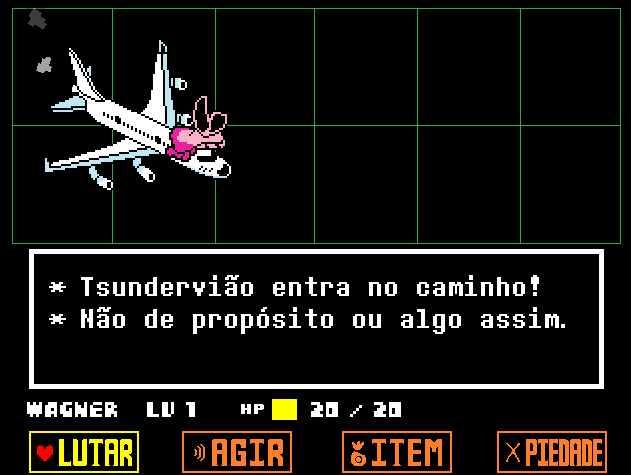 * Tsundervião entra no caminho!
* Não de propósito ou algo assim.
WAGNER LV 1 HP 20 / 20
LUTAR AGIR ITEM PIEDADE